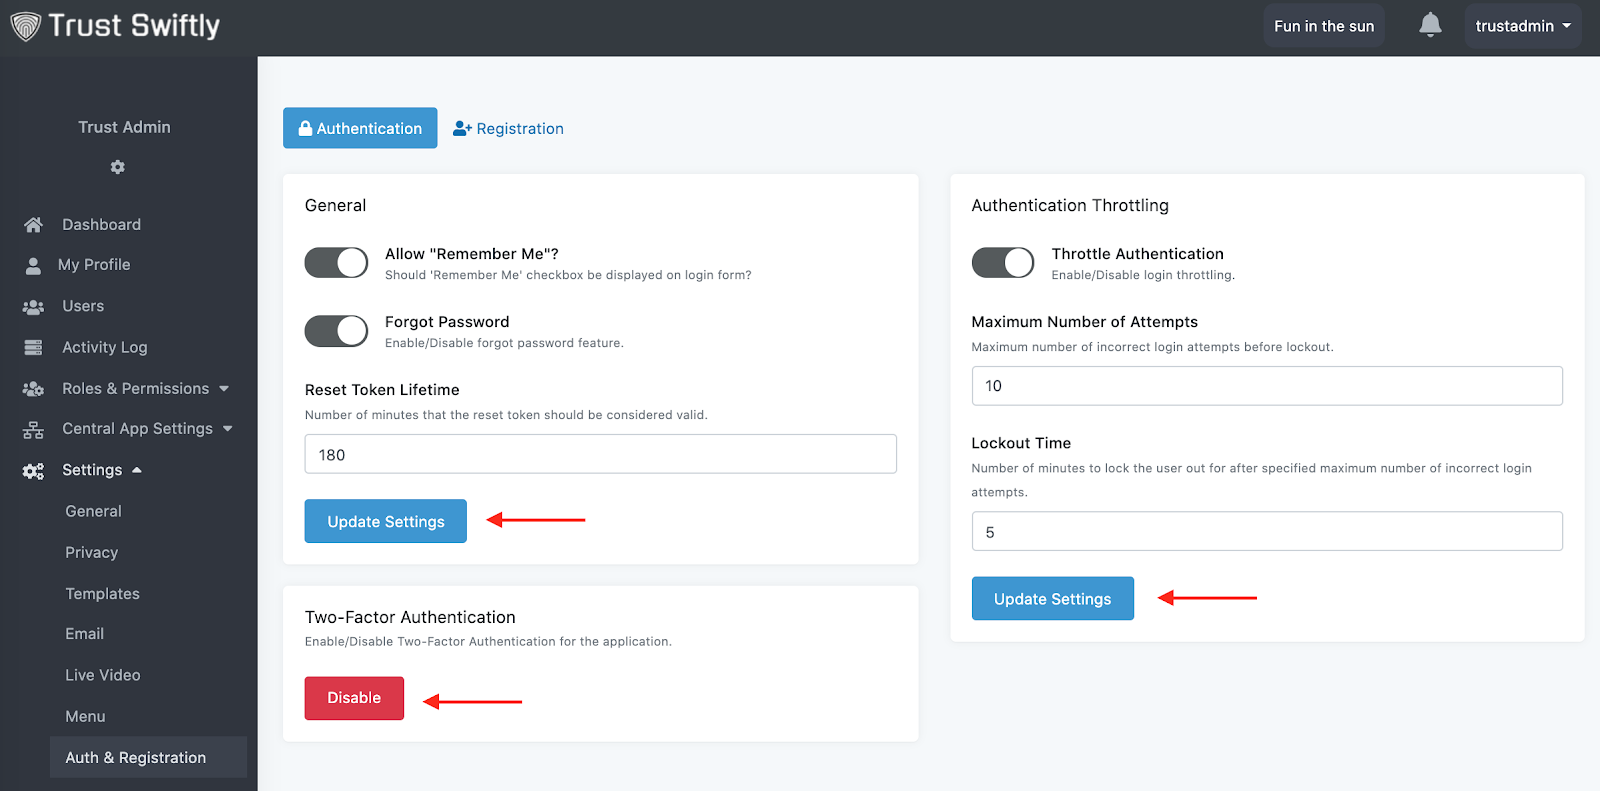 Trust Swiftly
Fun in the sun
trustadmin
Trust Admin
Dashboard
My Profile
Users
Activity Log
Roles & Permissions
Central App Settings
Settings
General
Privacy
Templates
Email
Live Video
Menu
Auth & Registration
Authentication
Registration
General
Allow "Remember Me"?
Should 'Remember Me' checkbox be displayed on login form?
Forgot Password
Enable/Disable forgot password feature.
Reset Token Lifetime
Number of minutes that the reset token should be considered valid.
180
Update Settings
Two-Factor Authentication
Enable/Disable Two-Factor Authentication for the application.
Disable
Authentication Throttling
Throttle Authentication
Enable/Disable login throttling.
Maximum Number of Attempts
Maximum number of incorrect login attempts before lockout.
10
Lockout Time
Number of minutes to lock the user out for after specified maximum number of incorrect login
attempts.
5
Update Settings